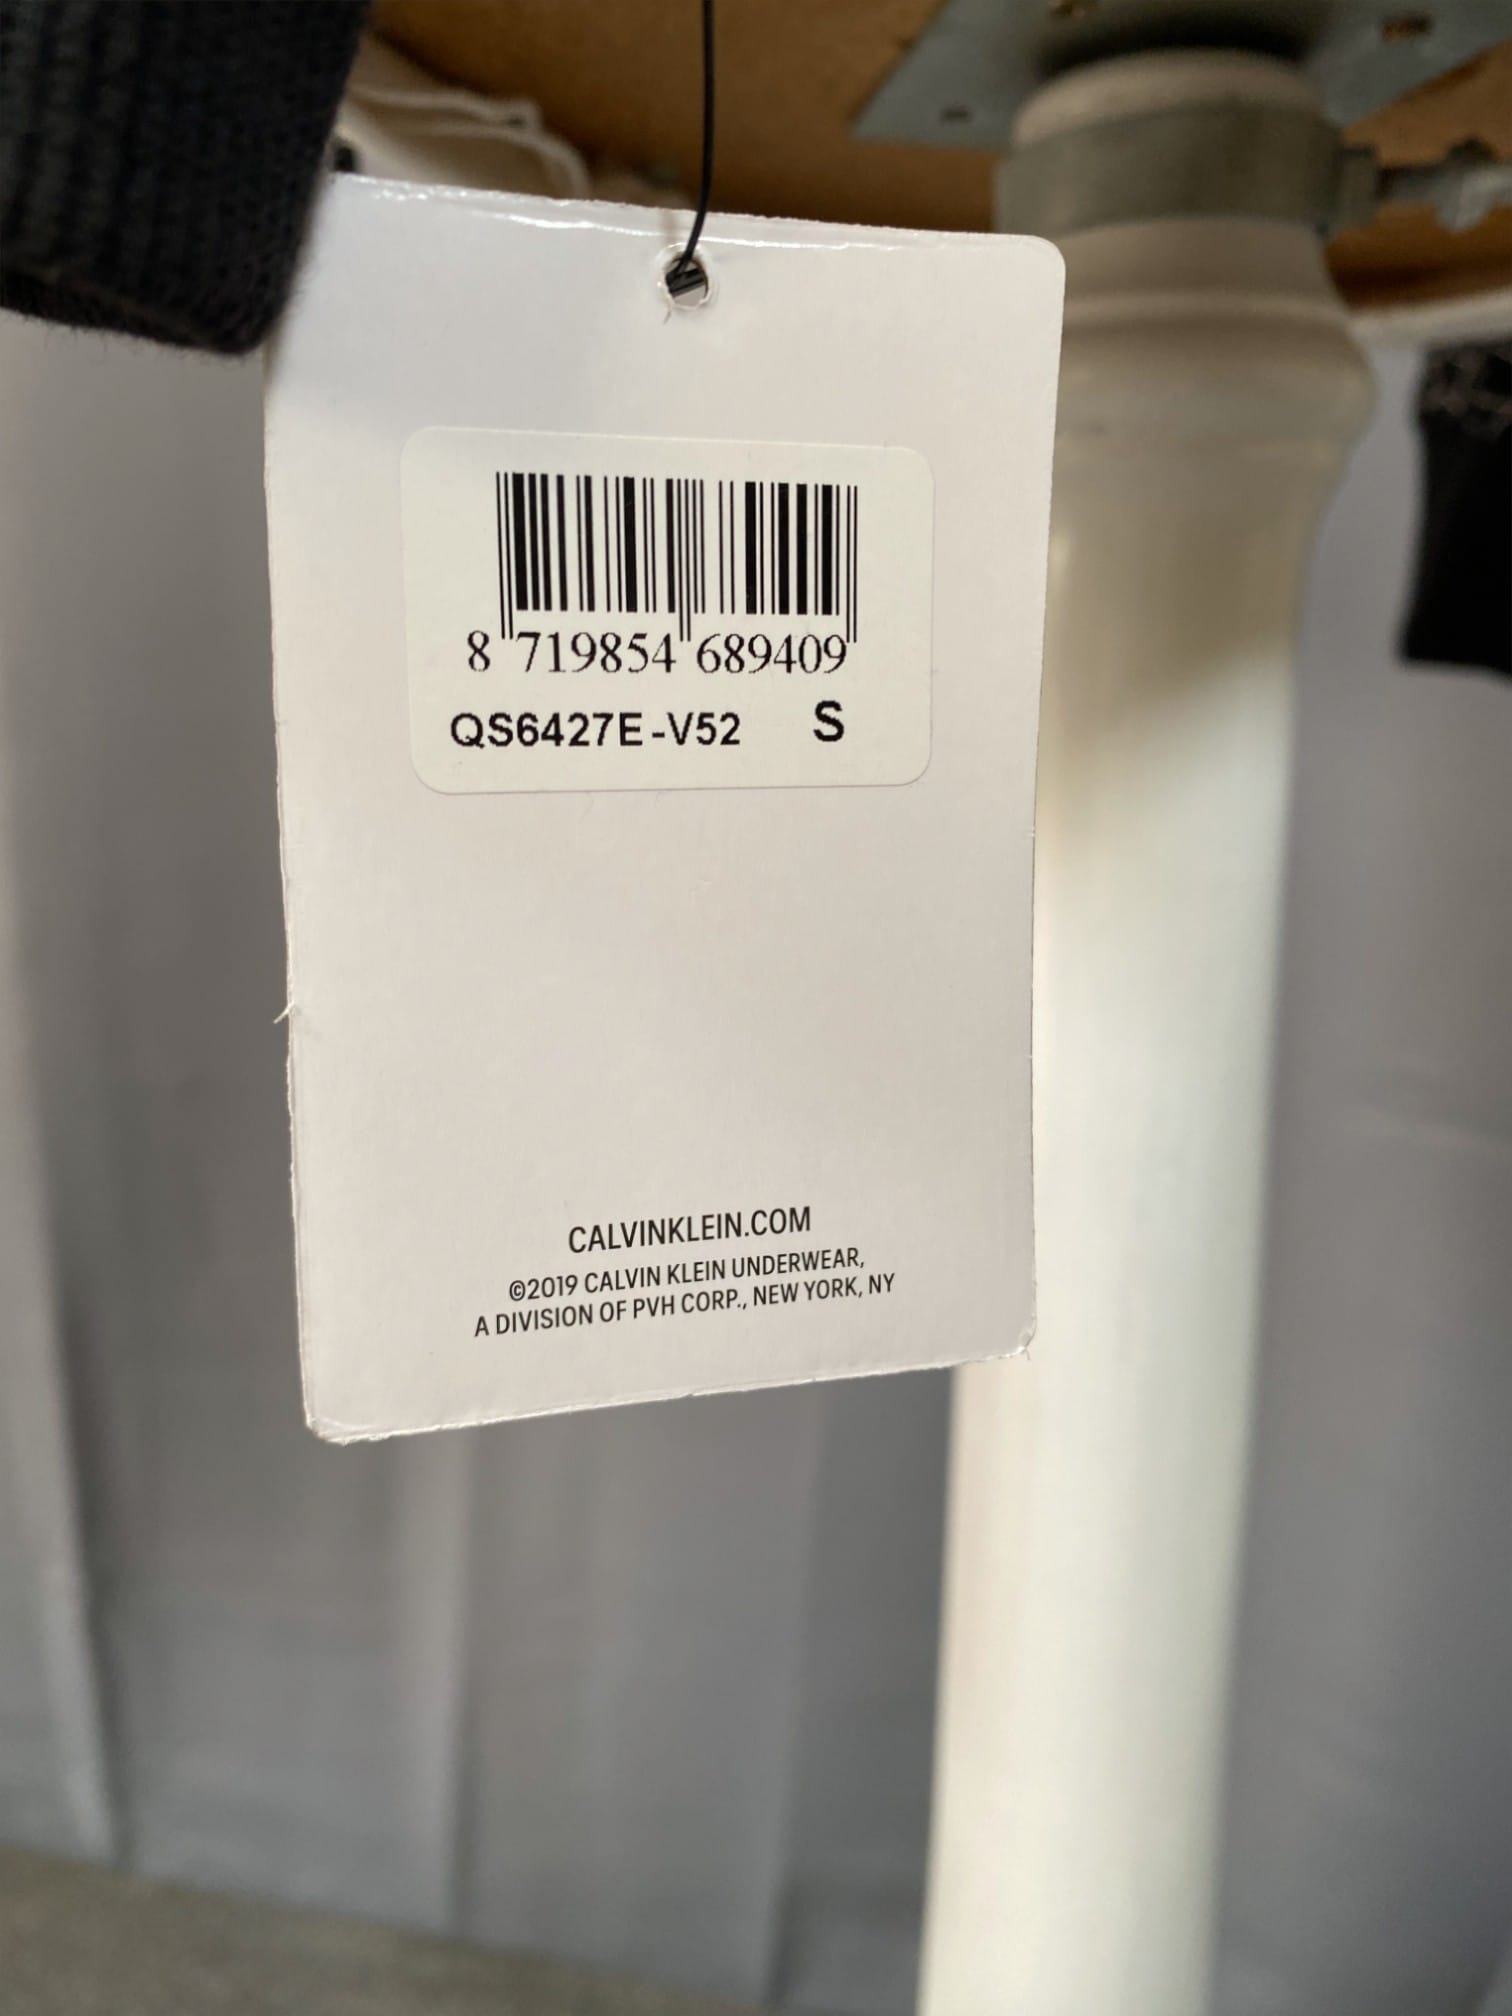 8 719854 689409
QS6427E-V52 S
CALVINKLEIN.COM
©2019 CALVIN KLEIN UNDERWEAR,
A DIVISION OF PVH CORP., NEW YORK, NY